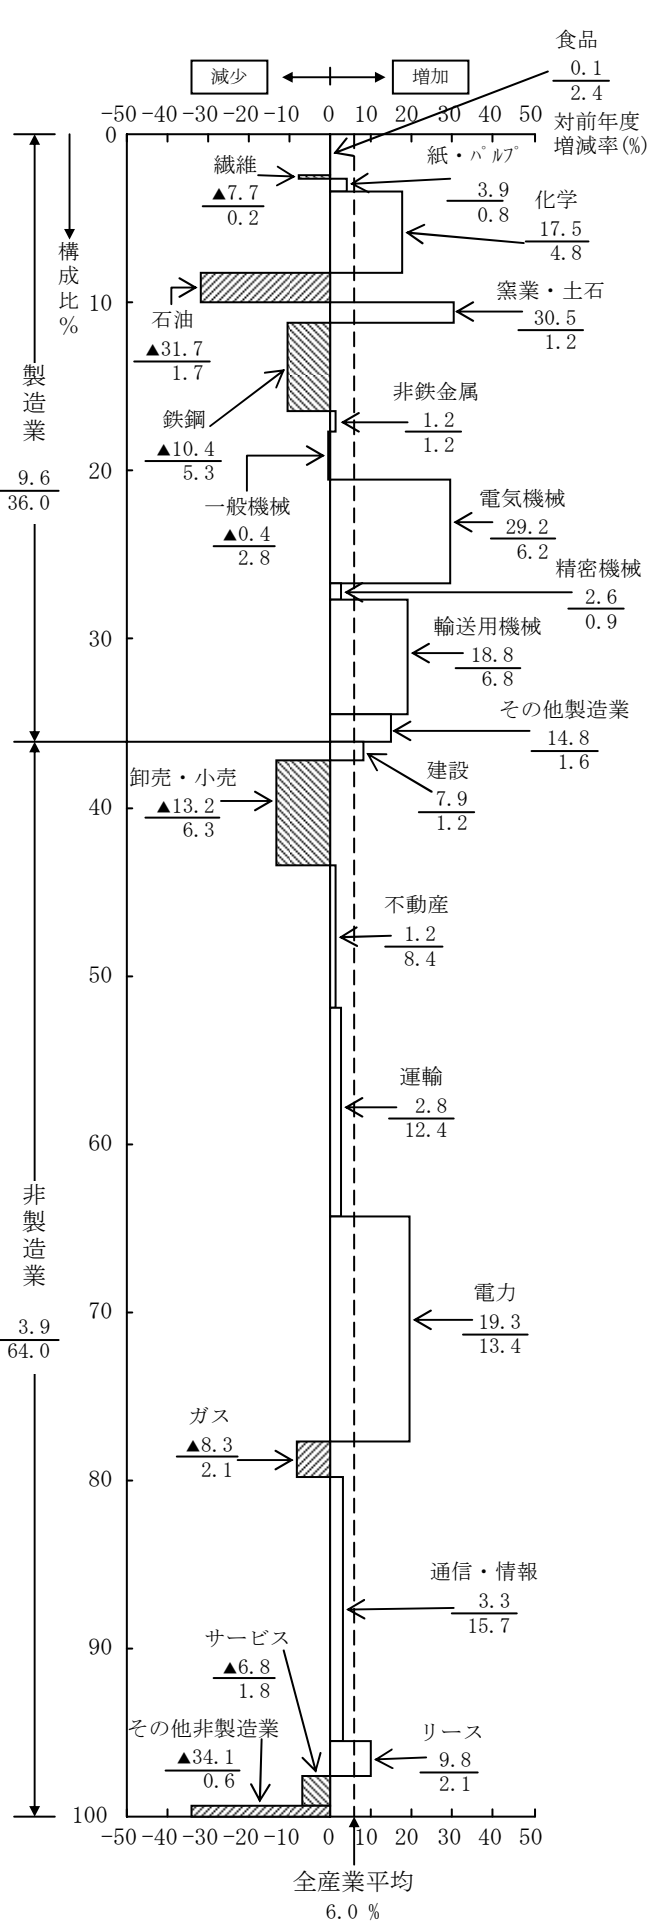 食品
0.1
2.4
減少
増加
-50 -40 -30 -20 -10 0 10 20 30 40 50
対前年度
増減率(%)
0
繊維
▲7.7
0.2
紙・パルプ
3.9
0.8
化学
17.5
4.8
構成比%
10
石油
▲31.7
1.7
窯業・土石
30.5
1.2
製造業
9.6
36.0
鉄鋼
▲10.4
5.3
非鉄金属
1.2
1.2
20
一般機械
▲0.4
2.8
電気機械
29.2
6.2
精密機械
2.6
0.9
30
輸送用機械
18.8
6.8
その他製造業
14.8
1.6
卸売・小売
▲13.2
6.3
建設
7.9
1.2
40
不動産
1.2
8.4
50
運輸
2.8
12.4
60
非製造業
3.9
64.0
電力
19.3
13.4
70
ガス
▲8.3
2.1
80
通信・情報
3.3
15.7
90
サービス
▲6.8
1.8
その他非製造業
▲34.1
0.6
リース
9.8
2.1
100
-50 -40 -30 -20 -10 0 10 20 30 40 50
全産業平均
6.0 %